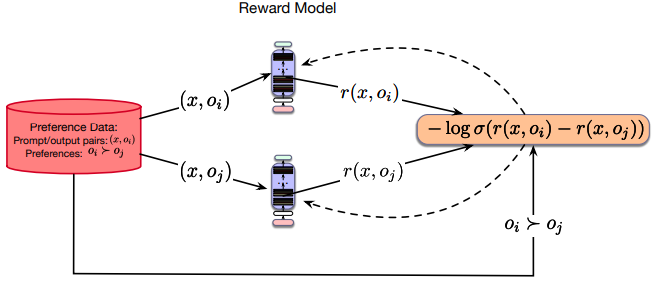 Reward Model
Preference Data:
Prompt/output pairs: (x, o_i)
Preferences: o_i ≻ o_j
(x, o_i)
(x, o_j)
r(x, o_i)
r(x, o_j)
− log σ(r(x, o_i) − r(x, o_j))
o_i ≻ o_j